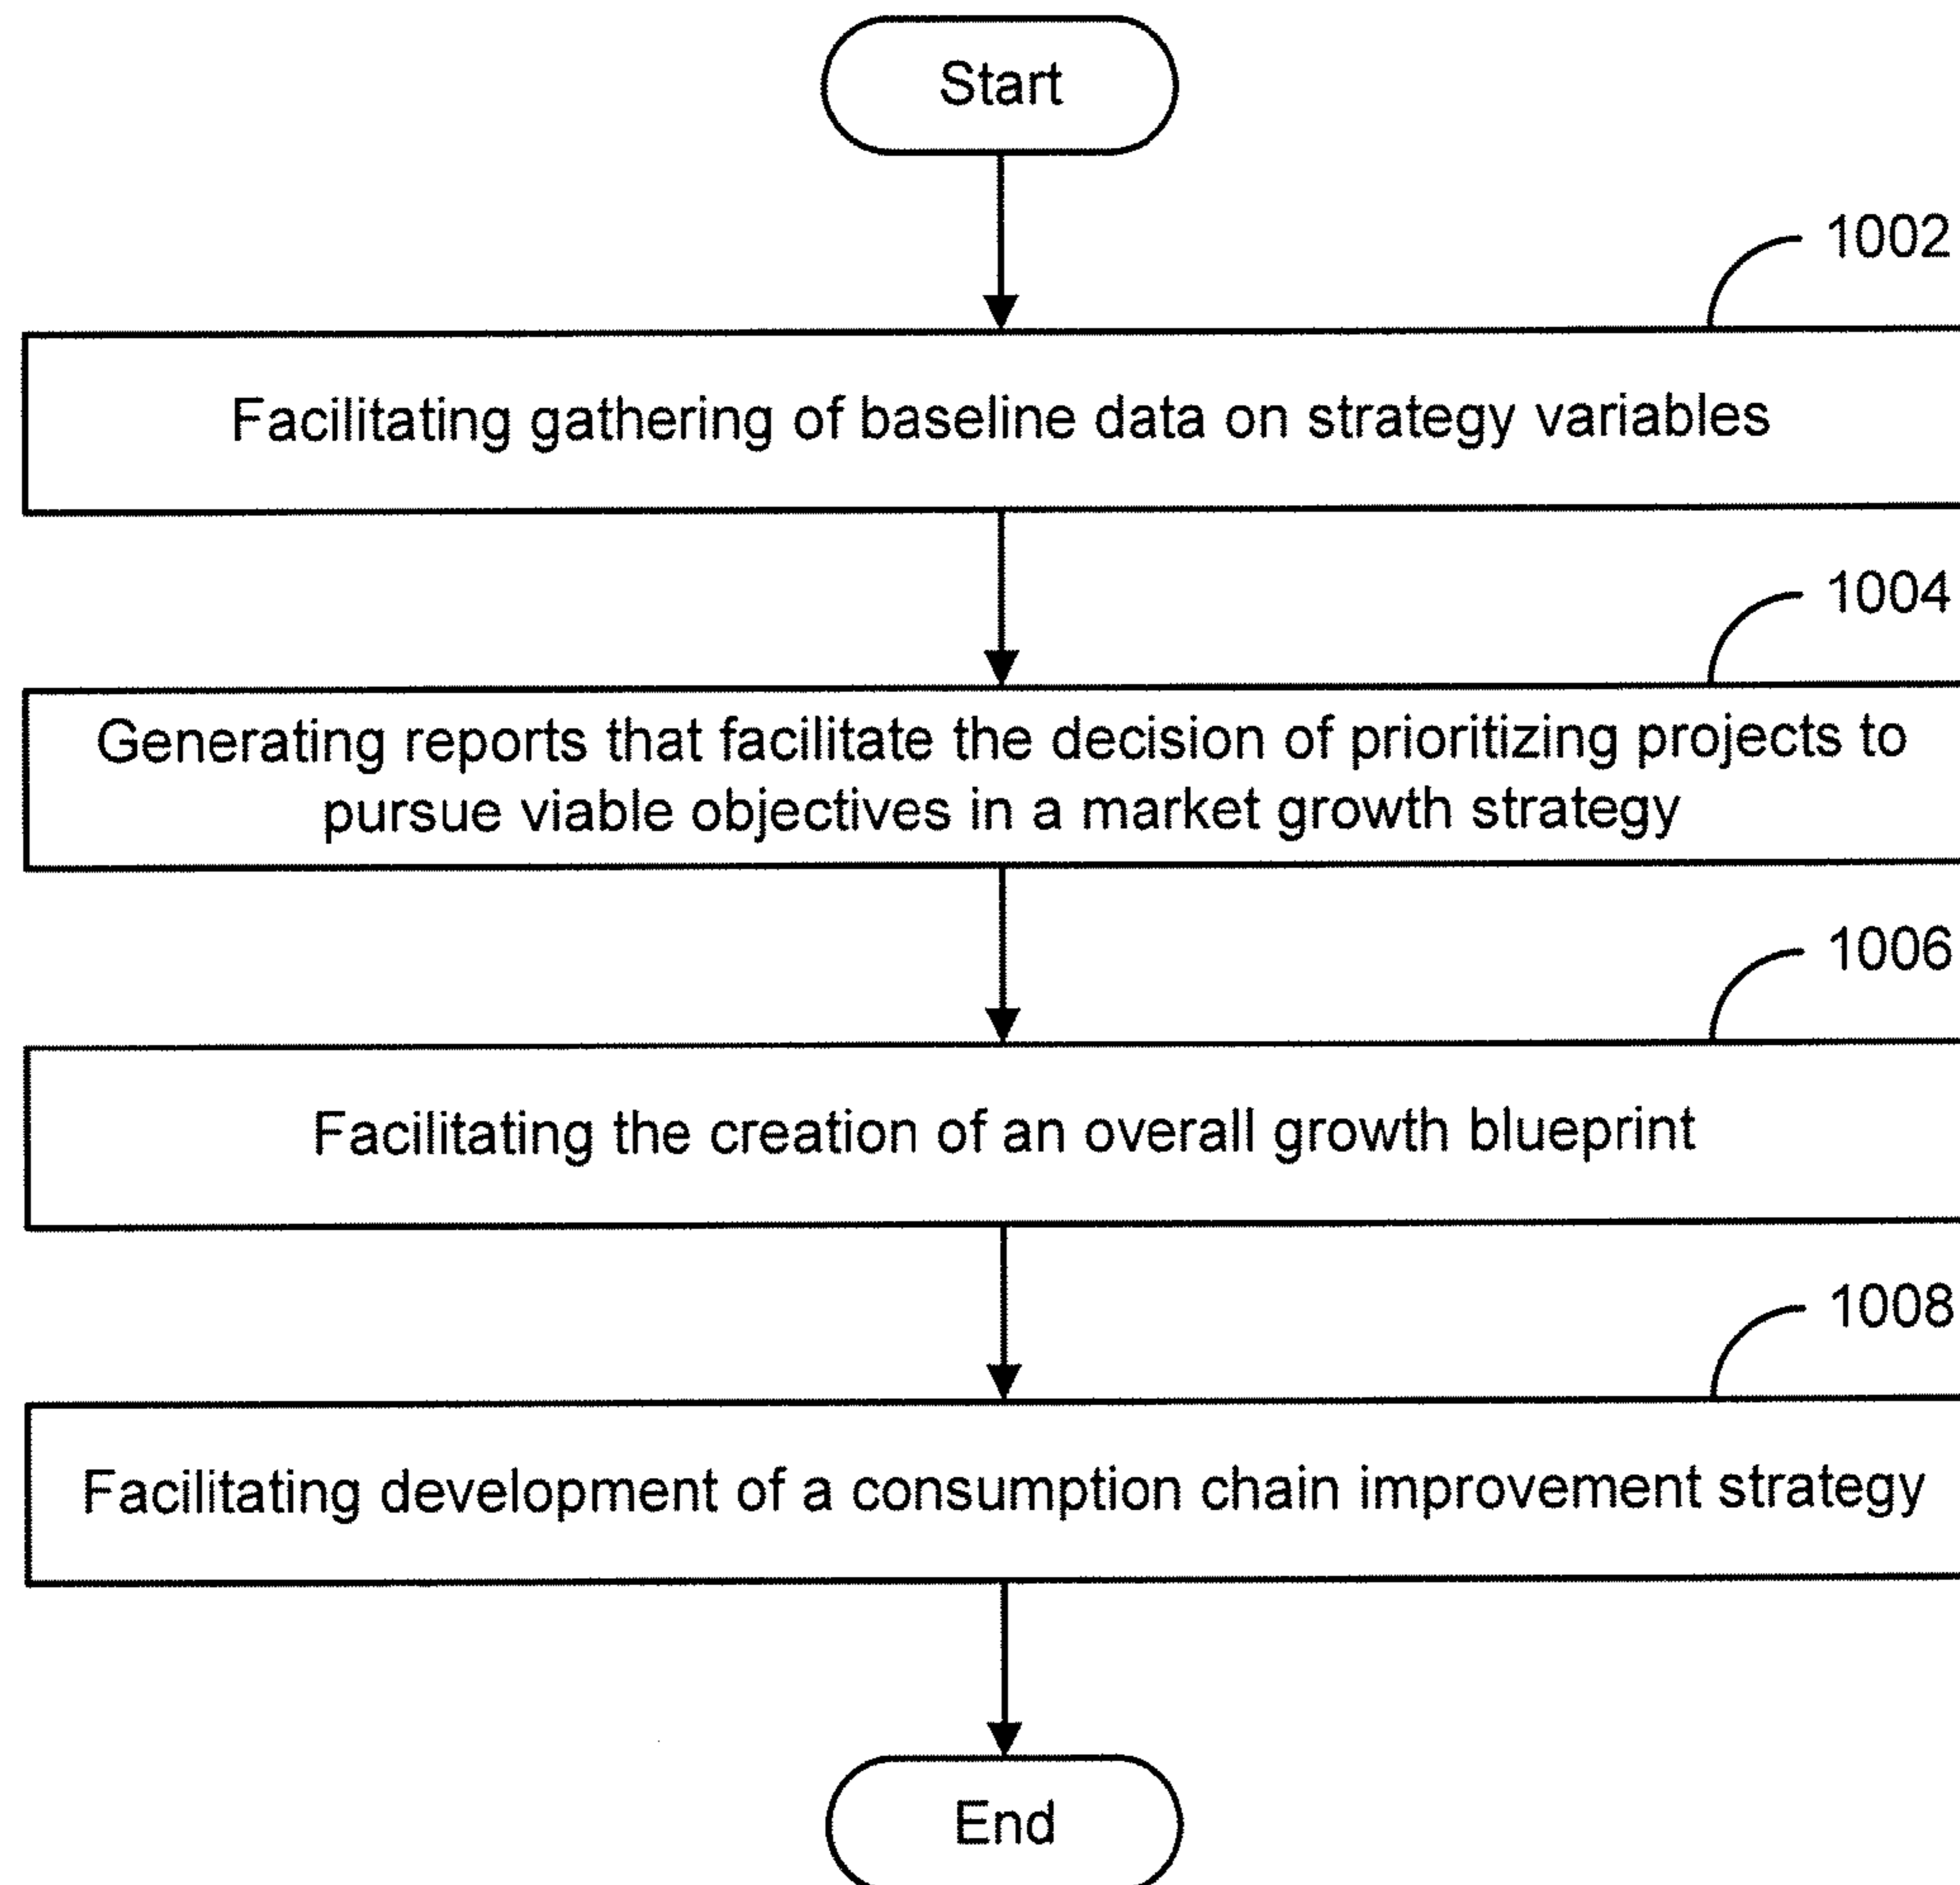 Start
1002
Facilitating gathering of baseline data on strategy variables
1004
Generating reports that facilitate the decision of prioritizing projects to
pursue viable objectives in a market growth strategy
1006
Facilitating the creation of an overall growth blueprint
1008
Facilitating development of a consumption chain improvement strategy
End